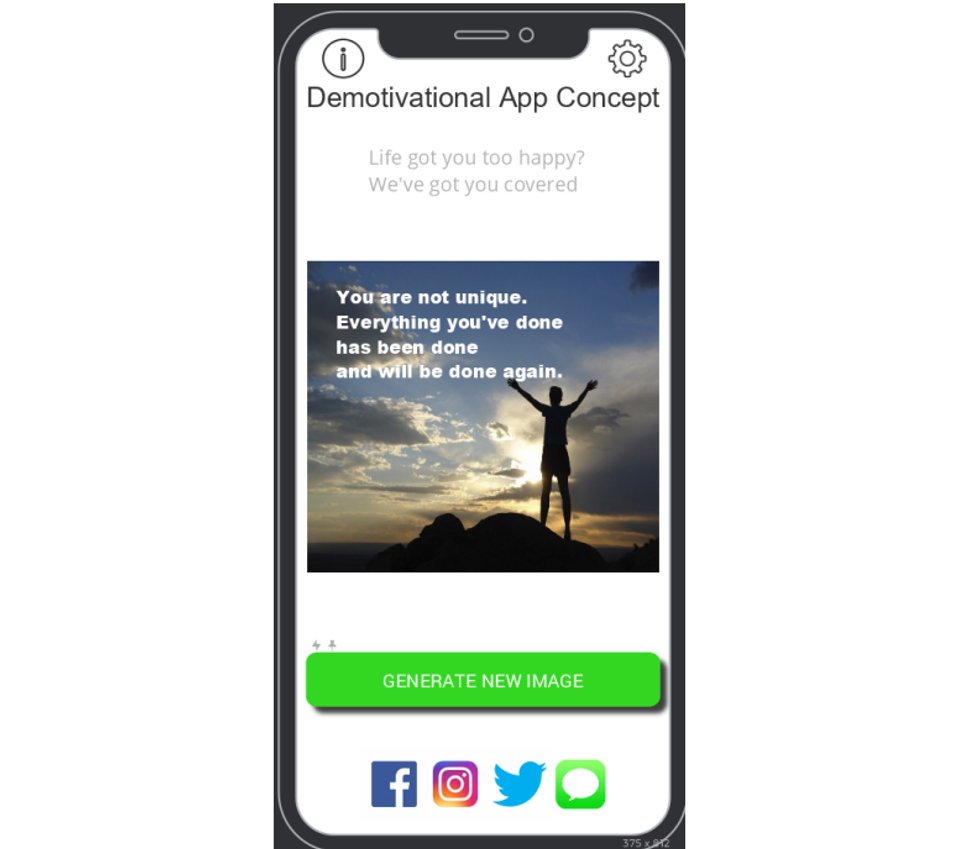 Demotivational App Concept
Life got you too happy?
We've got you covered
You are not unique.
Everything you've done
has been done
and will be done again.
GENERATE NEW IMAGE
375 x 812